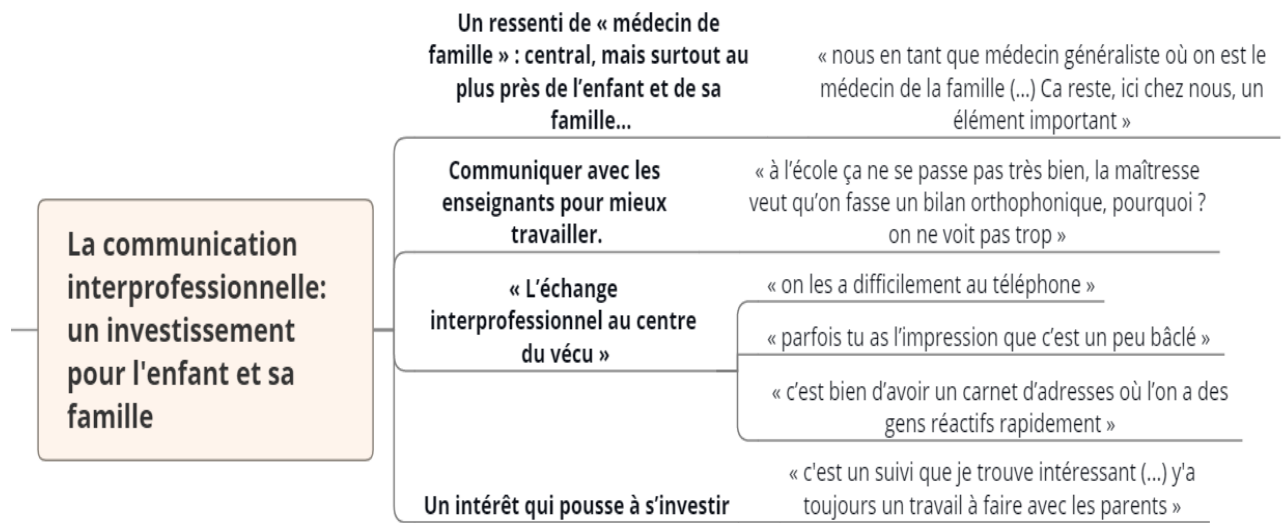 La communication
interprofessionnelle:
un investissement
pour l'enfant et sa
famille
Un ressenti de « médecin de
famille » : central, mais surtout au
plus près de l’enfant et de sa
famille...
« nous en tant que médecin généraliste où on est le
médecin de la famille (...) Ca reste, ici chez nous, un
élément important »
Communiquer avec les
enseignants pour mieux
travailler.
« à l’école ça ne se passe pas très bien, la maîtresse
veut qu’on fasse un bilan orthophonique, pourquoi ?
on ne voit pas trop »
« L’échange
interprofessionnel au centre
du vécu »
« on les a difficilement au téléphone »
« parfois tu as l’impression que c’est un peu bâclé »
« c’est bien d’avoir un carnet d’adresses où l’on a des
gens réactifs rapidement »
Un intérêt qui pousse à s’investir
« c'est un suivi que je trouve intéressant (...) y'a
toujours un travail à faire avec les parents »